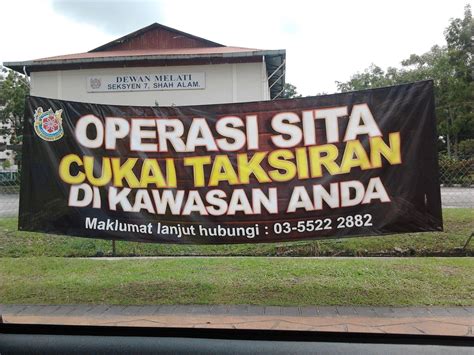 DEWAN MELATI
SEKSYEN 7, SHAH ALAM.
OPERASI SITA
CUKAI TAKSIRAN
DI KAWASAN ANDA
Maklumat lanjut hubungi : 03-5522 2882